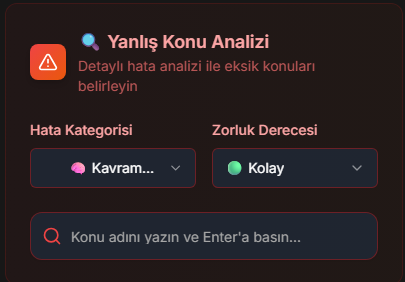 🔍 Yanlış Konu Analizi
Detaylı hata analizi ile eksik konuları
belirleyin
Hata Kategorisi
Zorluk Derecesi
🧠 Kavram...
🟢 Kolay
Konu adını yazın ve Enter'a basın...